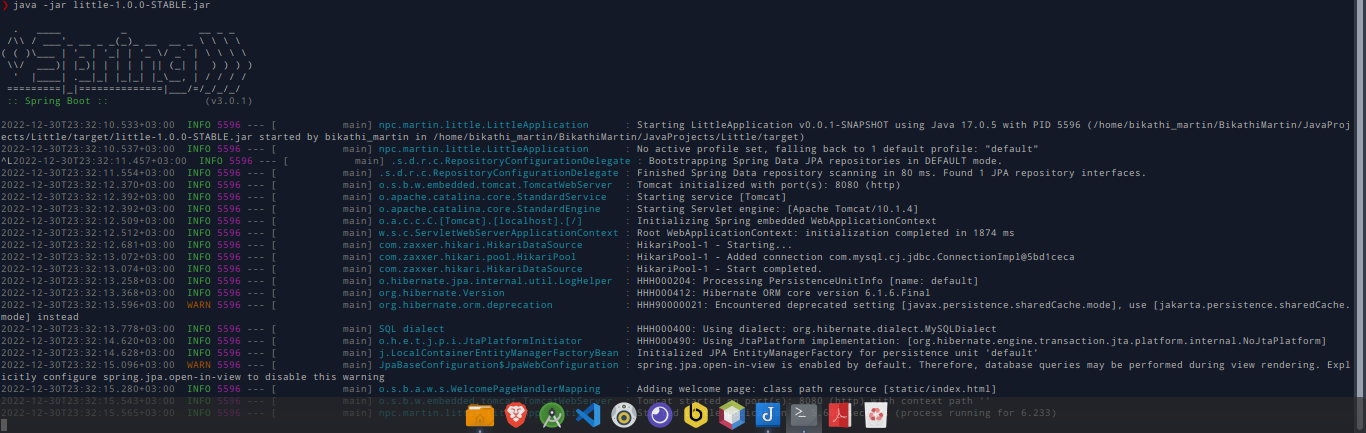 ❯ java -jar little-1.0.0-STABLE.jar
:: Spring Boot ::                (v3.0.1)
2022-12-30T23:32:10.533+03:00  INFO 5596 --- [           main] npc.martin.little.LittleApplication      : Starting LittleApplication v0.0.1-SNAPSHOT using Java 17.0.5 with PID 5596 (/home/bikathi_martin/BikathiMartin/JavaProj
ects/Little/target/little-1.0.0-STABLE.jar started by bikathi_martin in /home/bikathi_martin/BikathiMartin/JavaProjects/Little/target)
2022-12-30T23:32:10.537+03:00  INFO 5596 --- [           main] npc.martin.little.LittleApplication      : No active profile set, falling back to 1 default profile: "default"
^L2022-12-30T23:32:11.457+03:00  INFO 5596 --- [           main] .s.d.r.c.RepositoryConfigurationDelegate : Bootstrapping Spring Data JPA repositories in DEFAULT mode.
2022-12-30T23:32:11.554+03:00  INFO 5596 --- [           main] .s.d.r.c.RepositoryConfigurationDelegate : Finished Spring Data repository scanning in 80 ms. Found 1 JPA repository interfaces.
2022-12-30T23:32:12.370+03:00  INFO 5596 --- [           main] o.s.b.w.embedded.tomcat.TomcatWebServer  : Tomcat initialized with port(s): 8080 (http)
2022-12-30T23:32:12.392+03:00  INFO 5596 --- [           main] o.apache.catalina.core.StandardService   : Starting service [Tomcat]
2022-12-30T23:32:12.392+03:00  INFO 5596 --- [           main] o.apache.catalina.core.StandardEngine    : Starting Servlet engine: [Apache Tomcat/10.1.4]
2022-12-30T23:32:12.509+03:00  INFO 5596 --- [           main] o.a.c.c.C.[Tomcat].[localhost].[/]       : Initializing Spring embedded WebApplicationContext
2022-12-30T23:32:12.512+03:00  INFO 5596 --- [           main] w.s.c.ServletWebServerApplicationContext : Root WebApplicationContext: initialization completed in 1874 ms
2022-12-30T23:32:12.681+03:00  INFO 5596 --- [           main] com.zaxxer.hikari.HikariDataSource       : HikariPool-1 - Starting...
2022-12-30T23:32:13.072+03:00  INFO 5596 --- [           main] com.zaxxer.hikari.pool.HikariPool        : HikariPool-1 - Added connection com.mysql.cj.jdbc.ConnectionImpl@5bd1ceca
2022-12-30T23:32:13.074+03:00  INFO 5596 --- [           main] com.zaxxer.hikari.HikariDataSource       : HikariPool-1 - Start completed.
2022-12-30T23:32:13.258+03:00  INFO 5596 --- [           main] o.hibernate.jpa.internal.util.LogHelper  : HHH000204: Processing PersistenceUnitInfo [name: default]
2022-12-30T23:32:13.368+03:00  INFO 5596 --- [           main] org.hibernate.Version                    : HHH000412: Hibernate ORM core version 6.1.6.Final
2022-12-30T23:32:13.596+03:00  WARN 5596 --- [           main] org.hibernate.orm.deprecation            : HHH90000021: Encountered deprecated setting [javax.persistence.sharedCache.mode], use [jakarta.persistence.sharedCache.
mode] instead
2022-12-30T23:32:13.778+03:00  INFO 5596 --- [           main] SQL dialect                              : HHH000400: Using dialect: org.hibernate.dialect.MySQLDialect
2022-12-30T23:32:14.620+03:00  INFO 5596 --- [           main] o.h.e.t.j.p.i.JtaPlatformInitiator       : HHH000490: Using JtaPlatform implementation: [org.hibernate.engine.transaction.jta.platform.internal.NoJtaPlatform]
2022-12-30T23:32:14.628+03:00  INFO 5596 --- [           main] j.LocalContainerEntityManagerFactoryBean : Initialized JPA EntityManagerFactory for persistence unit 'default'
2022-12-30T23:32:15.096+03:00  WARN 5596 --- [           main] JpaBaseConfiguration$JpaWebConfiguration : spring.jpa.open-in-view is enabled by default. Therefore, database queries may be performed during view rendering. Expl
icitly configure spring.jpa.open-in-view to disable this warning
2022-12-30T23:32:15.280+03:00  INFO 5596 --- [           main] o.s.b.a.w.s.WelcomePageHandlerMapping    : Adding welcome page: class path resource [static/index.html]
2022-12-30T23:32:15.543+03:00  INFO 5596 --- [           main] o.s.b.w.embedded.tomcat.TomcatWebServer  : Tomcat started on port(s): 8080 (http) with context path ''
2022-12-30T23:32:15.565+03:00  INFO 5596 --- [           main] npc.martin (process running for 6.233)